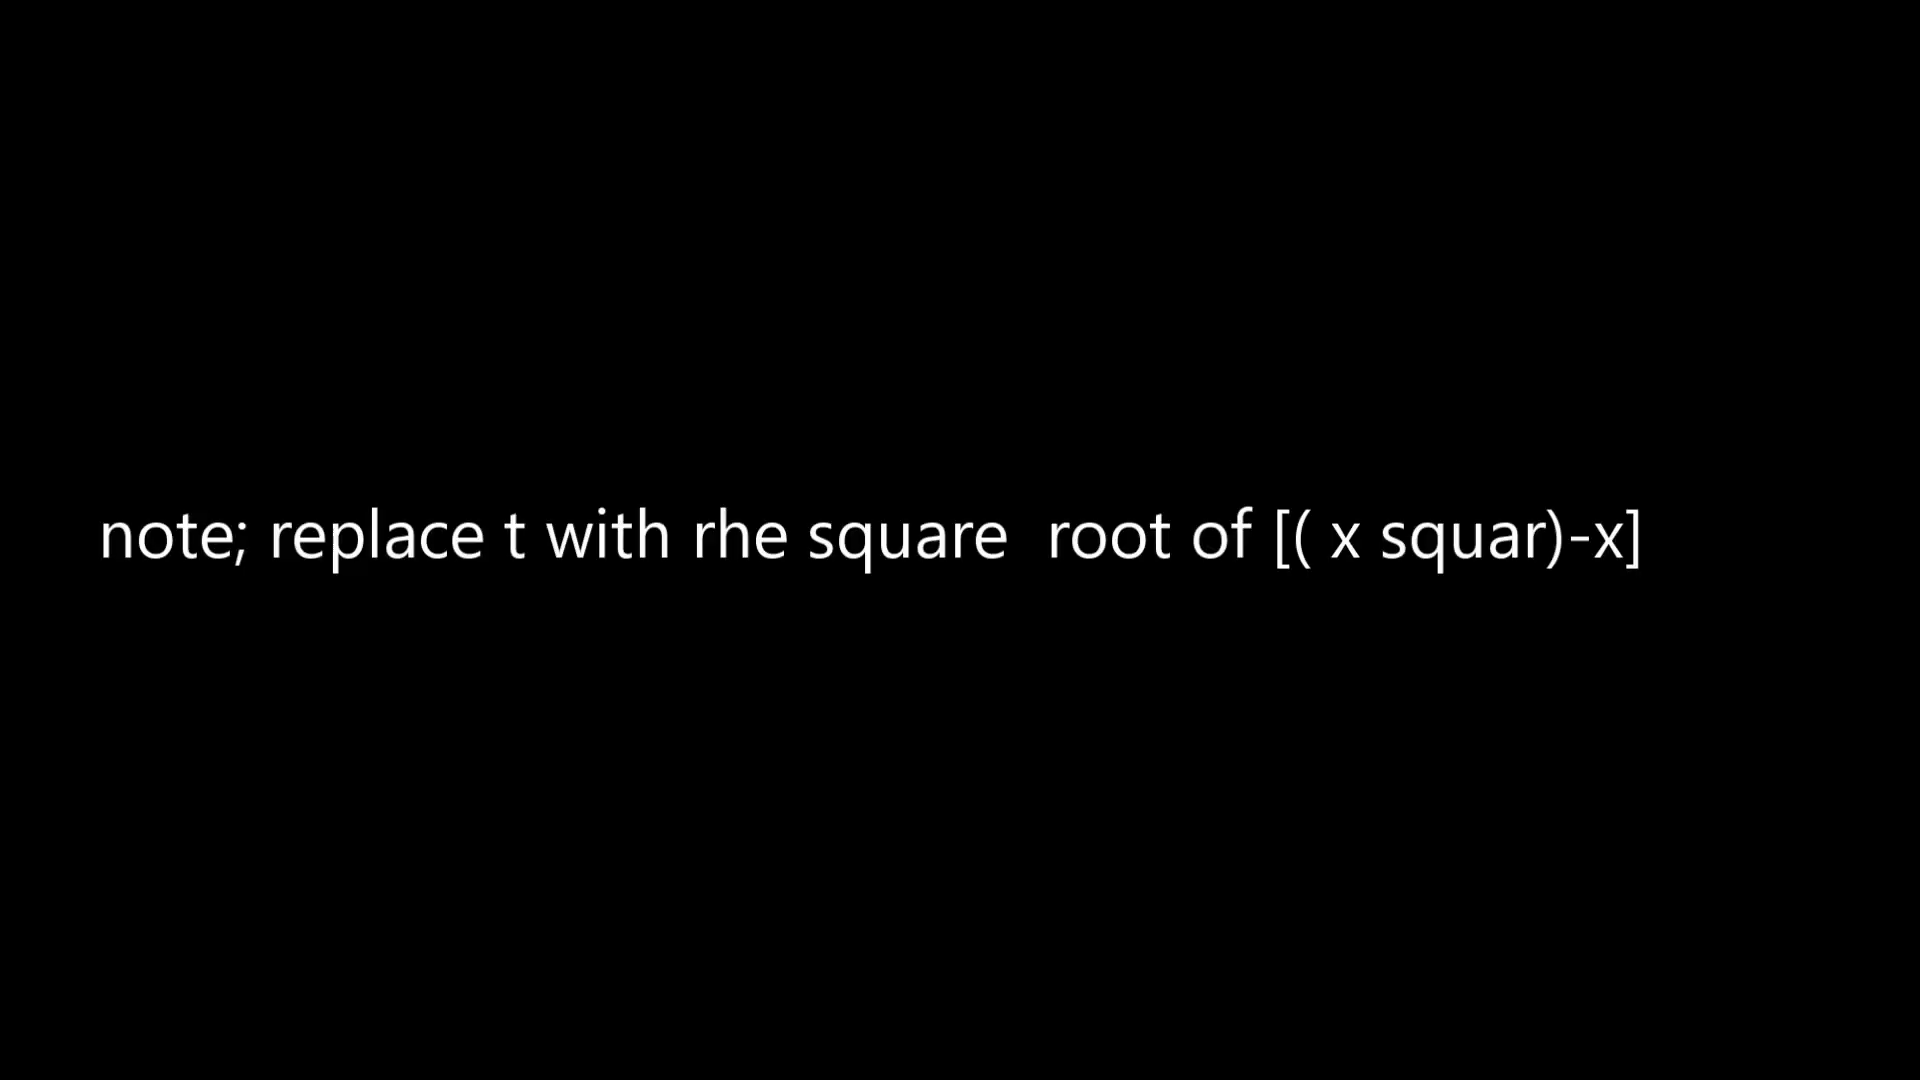 note; replace t with rhe square  root of [( x squar)-x]